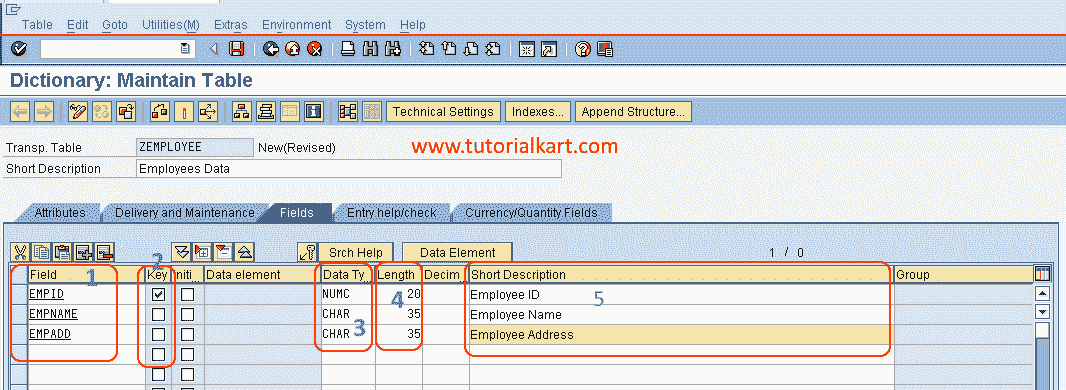 Table Edit Goto Utilities(M) Extras Environment System Help
Dictionary: Maintain Table
Technical Settings Indexes... Append Structure...
Transp. Table ZEMPLOYEE New(Revised) www.tutorialkart.com
Short Description Employees Data
Attributes Delivery and Maintenance Fields Entry help/check Currency/Quantity Fields
Srch Help Data Element 1 / 0
Field 1 Key 2 niti... Data element Data Ty... Length Decim... Short Description Group
EMPID NUMC 4 20 Employee ID 5
EMPNAME CHAR 3 35 Employee Name
EMPADD CHAR 35 Employee Address